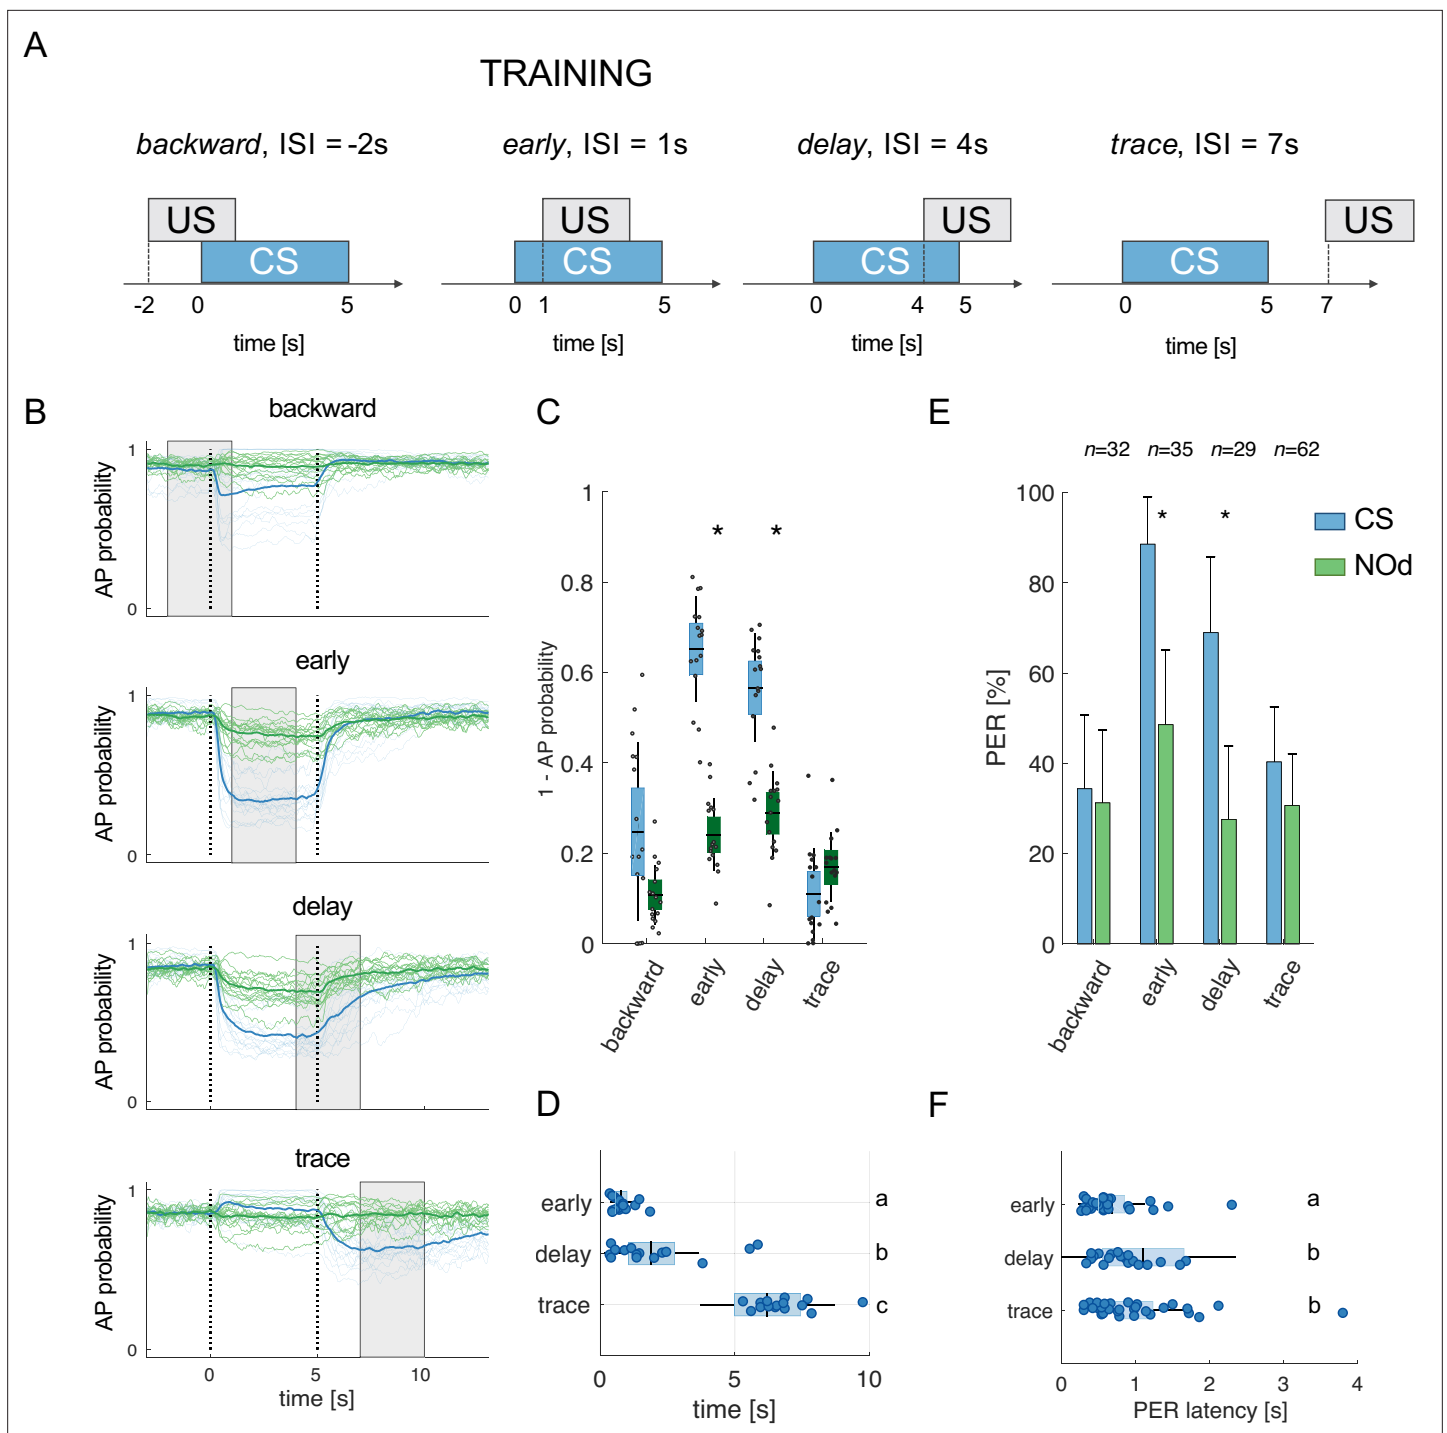 A
TRAINING
backward, ISI = -2s
early, ISI = 1s
delay, ISI = 4s
trace, ISI = 7s
US
CS
-2 0 5
time [s]
US
CS
0 1 5
time [s]
US
CS
0 4 5
time [s]
US
CS
0 5 7
time [s]
B
backward
AP probability
1
0
early
AP probability
1
0
delay
AP probability
1
0
trace
AP probability
1
0
0 5 10
time [s]
C
1 - AP probability
1
0.8
0.6
0.4
0.2
0
* *
backward
early
delay
trace
D
early
delay
trace
a
b
c
0 5 10
time [s]
E
n=32 n=35 n=29 n=62
PER [%]
100
80
60
40
20
0
* *
CS
NOd
backward
early
delay
trace
F
early
delay
trace
a
b
b
0 1 2 3 4
PER latency [s]